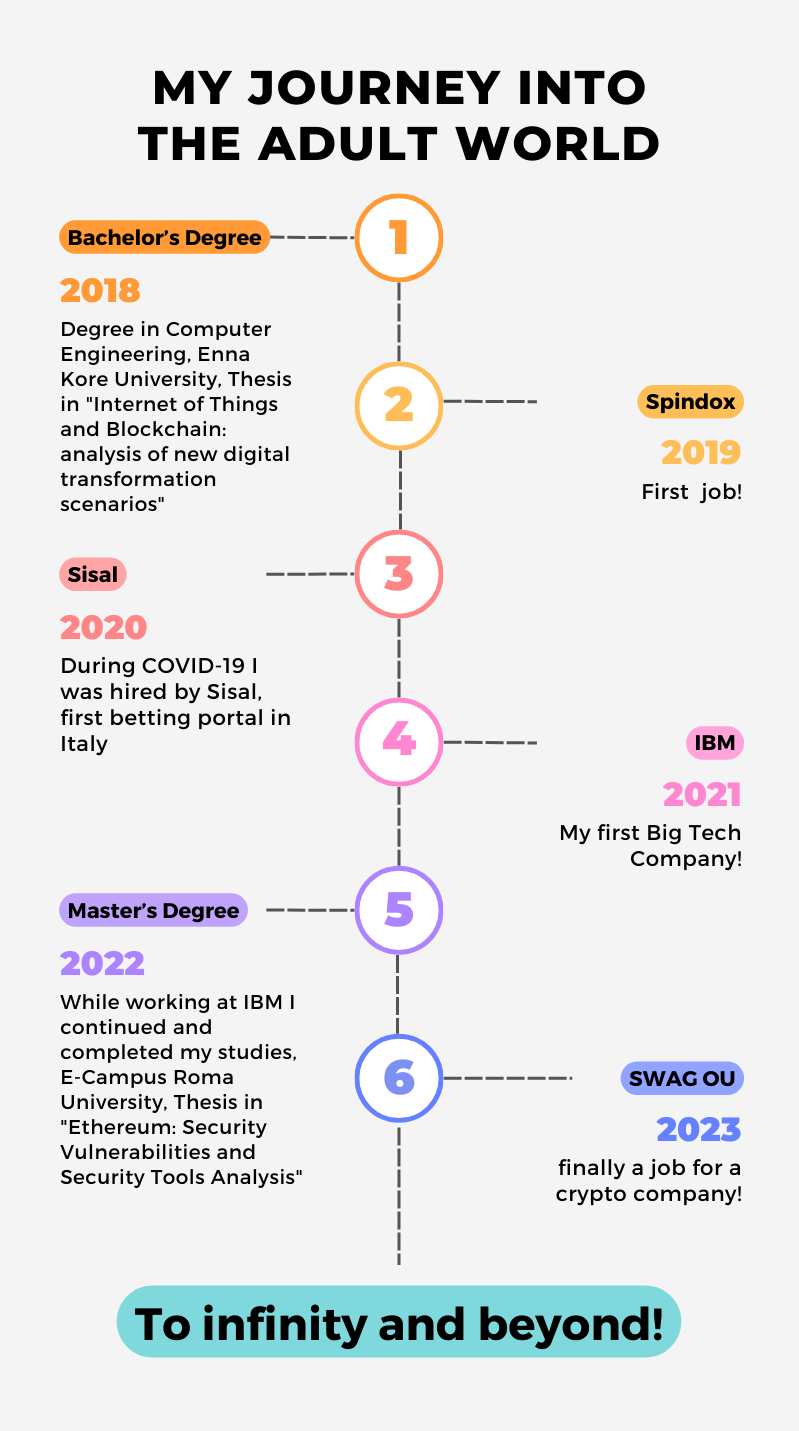 MY JOURNEY INTO
THE ADULT WORLD
1
Bachelor's Degree
2018
Degree in Computer
Engineering, Enna
Kore University, Thesis
in "Internet of Things
and Blockchain:
analysis of new digital
transformation
scenarios"
2
Spindox
2019
First job!
3
Sisal
2020
During COVID-19 I
was hired by Sisal,
first betting portal in
Italy
4
IBM
2021
My first Big Tech
Company!
5
Master's Degree
2022
While working at IBM I
continued and
completed my studies,
E-Campus Roma
University, Thesis in
"Ethereum: Security
Vulnerabilities and
Security Tools Analysis"
6
SWAG OU
2023
finally a job for a
crypto company!
To infinity and beyond!